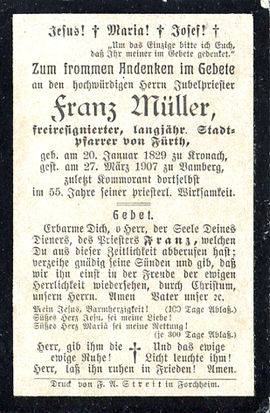 Jesus! † Maria! † Josef! †
„Um das Einzige bitte ich Euch,
daß Ihr meiner im Gebete gedenket.“
Zum frommen Andenken im Gebete
an den hochwürdigen Herrn Jubelpriester
Franz Müller,
freiresignierter, langjähr. Stadt-
pfarrer von Fürth,
geb. am 20. Januar 1829 zu Kronach,
gest. am 27. März 1907 zu Bamberg,
zuletzt Kommorant dortselbst
im 55. Jahre seiner priesterl. Wirksamkeit.
Gebet.
Erbarme Dich, o Herr, der Seele Deines
Dieners, des Priesters Franz, welchen
Du aus dieser Zeitlichkeit abberufen hast;
verzeihe gnädig seine Sünden und gib, daß
wir ihn einst in der Freude der ewigen
Herrlichkeit wiedersehen, durch Christum,
unsern Herrn. Amen. Vater unser ꝛc.
Mein Jesus, Barmherzigkeit! (100 Tage Ablaß.)
Süßes Herz Jesu, sei meine Liebe!
Süßes Herz Mariä sei meine Rettung!
(je 300 Tage Ablaß.)
Herr, gib ihm die † Und das ewige
ewige Ruhe! Licht leuchte ihm!
Herr, laß ihn ruhen in Frieden! Amen.
Druck von F. A. Streit in Forchheim.